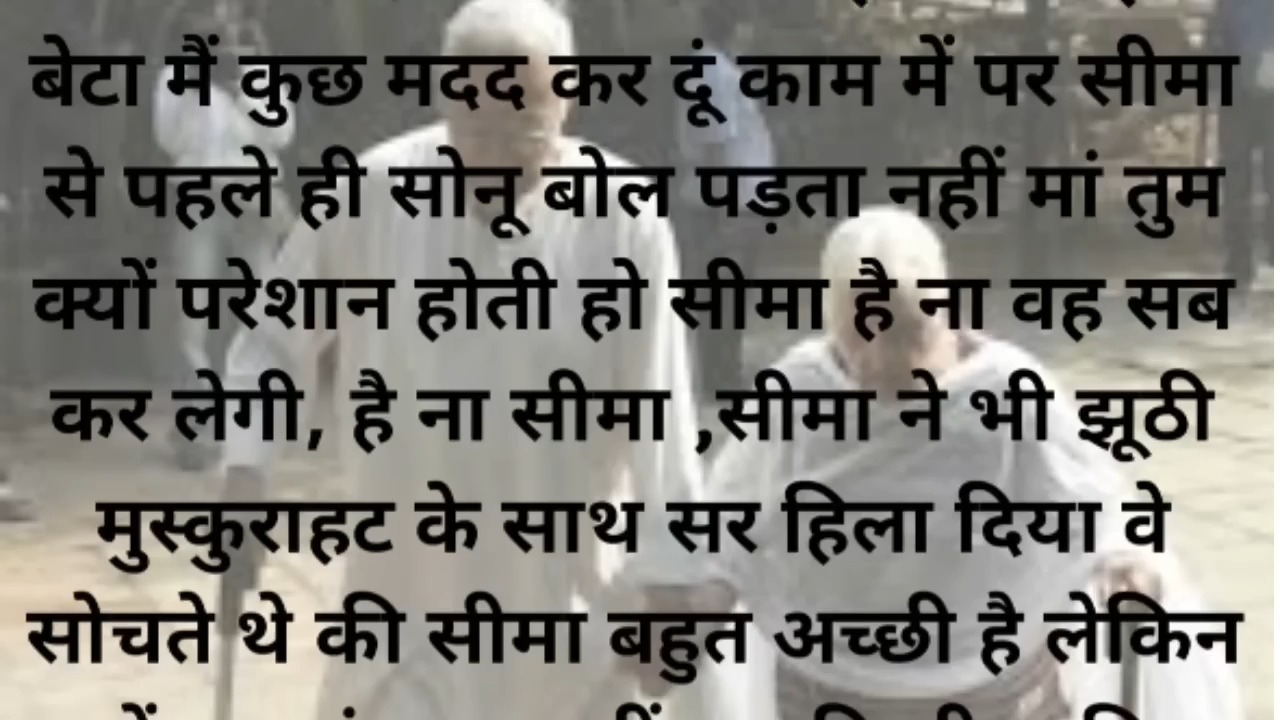 बेटा मैं कुछ मदद कर दूं काम में पर सीमा
से पहले ही सोनू बोल पड़ता नहीं मां तुम
क्यों परेशान होती हो सीमा है ना वह सब
कर लेगी, है ना सीमा ,सीमा ने भी झूठी
मुस्कुराहट के साथ सर हिला दिया वे
सोचते थे की सीमा बहुत अच्छी है लेकिन